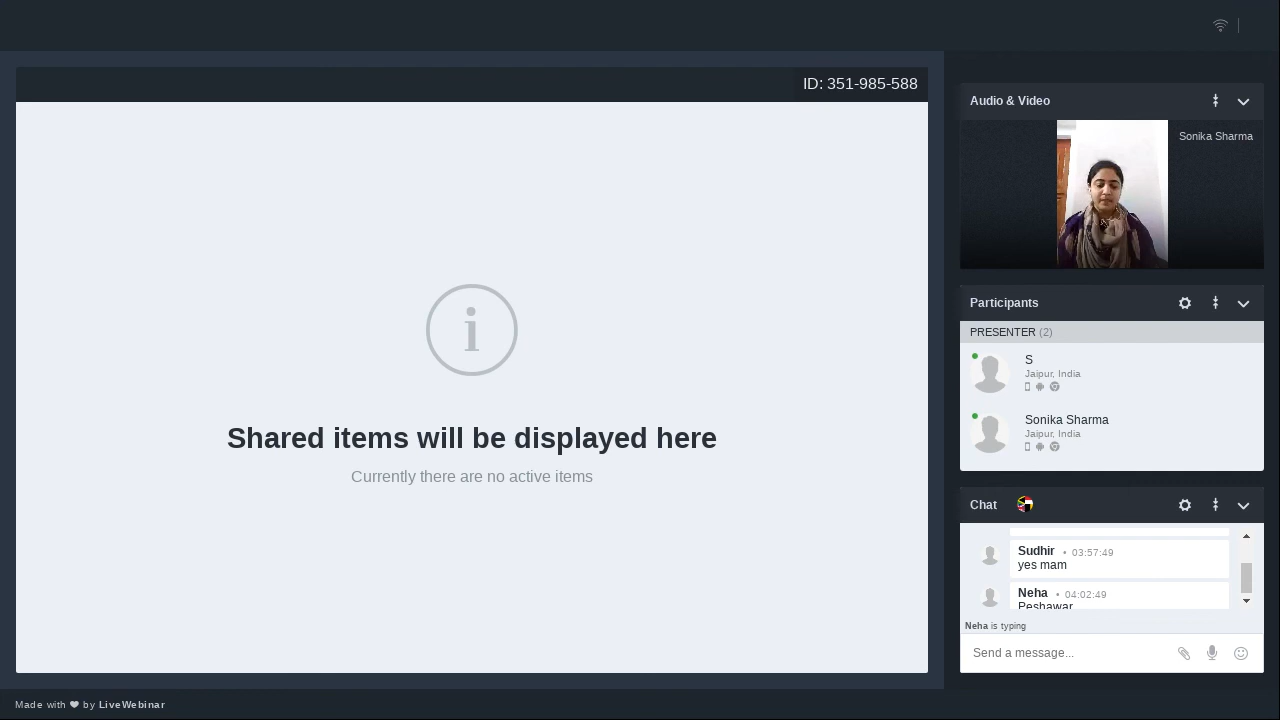 ID: 351-985-588
Shared items will be displayed here
Currently there are no active items
Audio & Video
Sonika Sharma
Participants
PRESENTER (2)
S
Jaipur, India
Sonika Sharma
Jaipur, India
Chat
Sudhir • 03:57:49
yes mam
Neha • 04:02:49
Peshawar
Neha is typing
Send a message...
Made with by LiveWebinar